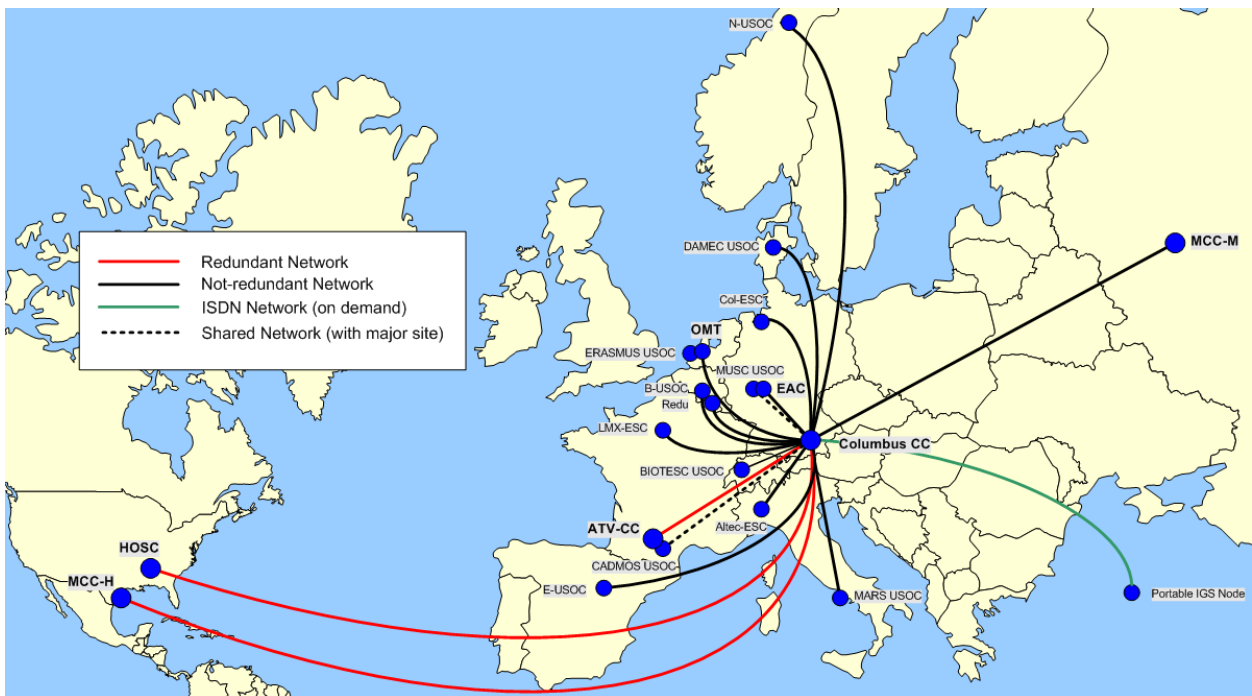 N-USOC
DAMEC USOC
MCC-M
Redundant Network
Not-redundant Network
ISDN Network (on demand)
Shared Network (with major site)
Col-ESC
OMT
ERASMUS USOC
MUSC USOC
B-USOC
EAC
Redu
LMX-ESC
Columbus CC
BIOTESC USOC
Altec-ESC
ATV-CC
HOSC
CADMOS USOC
MCC-H
E-USOC
MARS USOC
Portable IGS Node